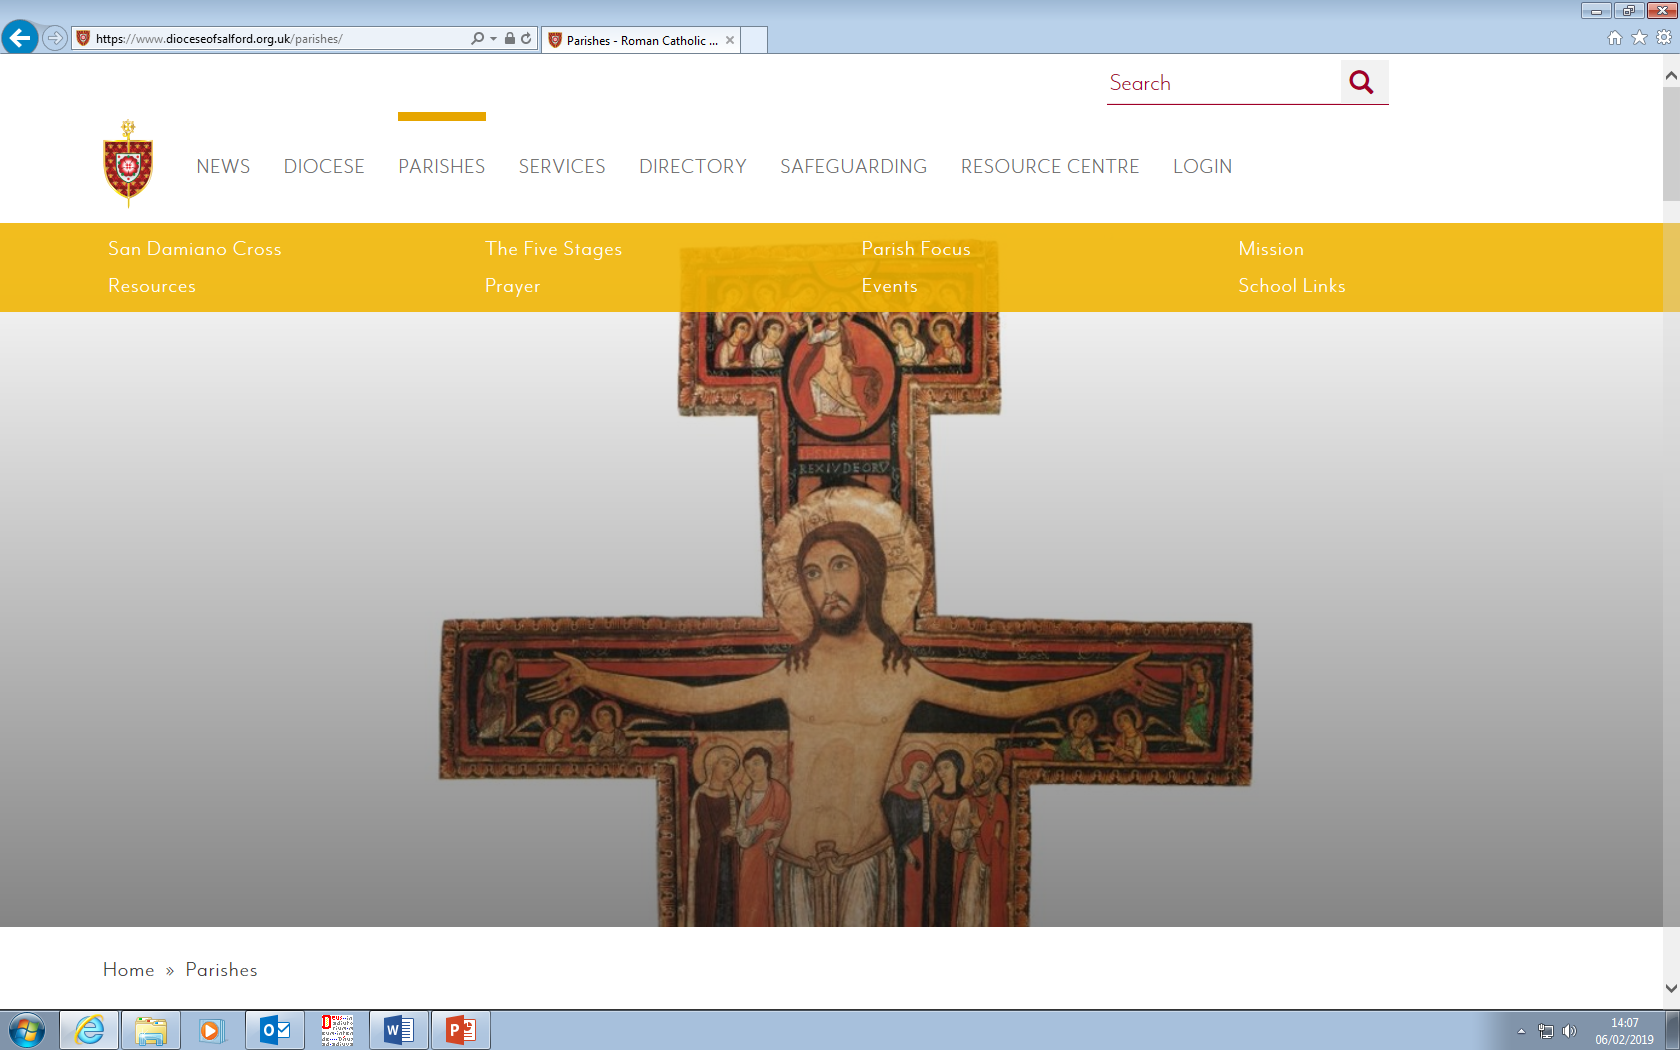 https://www.dioceseofsalford.org.uk/parishes/
Parishes - Roman Catholic ...
Search
NEWS DIOCESE PARISHES SERVICES DIRECTORY SAFEGUARDING RESOURCE CENTRE LOGIN
San Damiano Cross The Five Stages Parish Focus Mission
Resources Prayer Events School Links
REX IUDEORU
Home » Parishes
14:07
06/02/2019